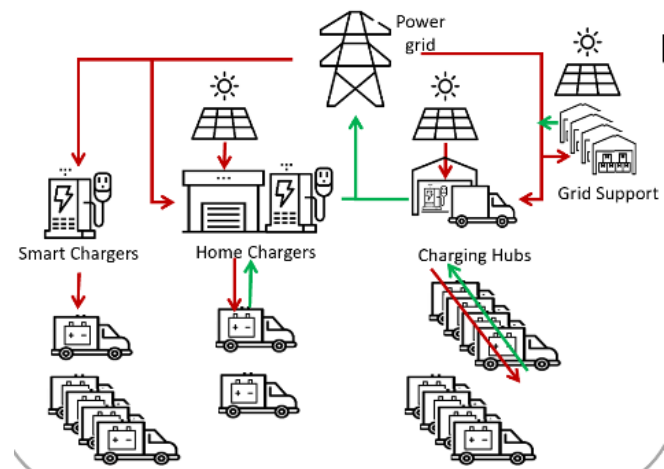 Power
grid
Grid Support
Smart Chargers
Home Chargers
Charging Hubs